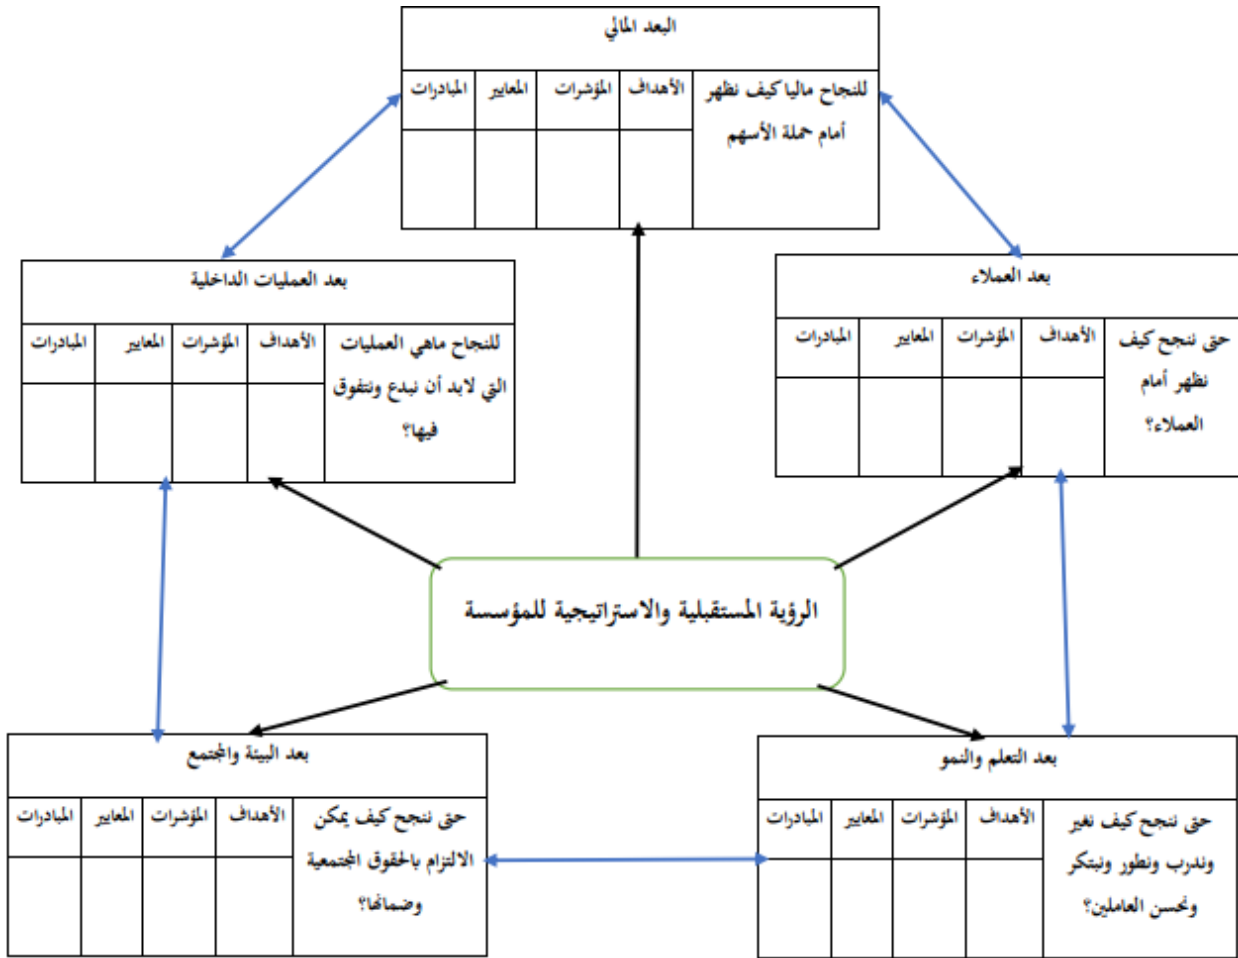 البعد المالي
للنجاح ماليا كيف نظهر
أمام حملة الأسهم
الأهداف
المؤشرات
المعايير
المبادرات
بعد العملاء
حتى ننجح كيف
نظهر أمام
العملاء؟
الأهداف
المؤشرات
المعايير
المبادرات
بعد العمليات الداخلية
للنجاح ماهي العمليات
التي لابد أن نبدع ونتفوق
فيها؟
الأهداف
المؤشرات
المعايير
المبادرات
الرؤية المستقبلية والاستراتيجية للمؤسسة
بعد التعلم والنمو
حتى ننجح كيف نغير
وندرب ونطور ونبتكر
ونحسن العاملين؟
الأهداف
المؤشرات
المعايير
المبادرات
بعد البيئة والمجتمع
حتى ننجح كيف يمكن
الالتزام بالحقوق المجتمعية
وضمانها؟
الأهداف
المؤشرات
المعايير
المبادرات